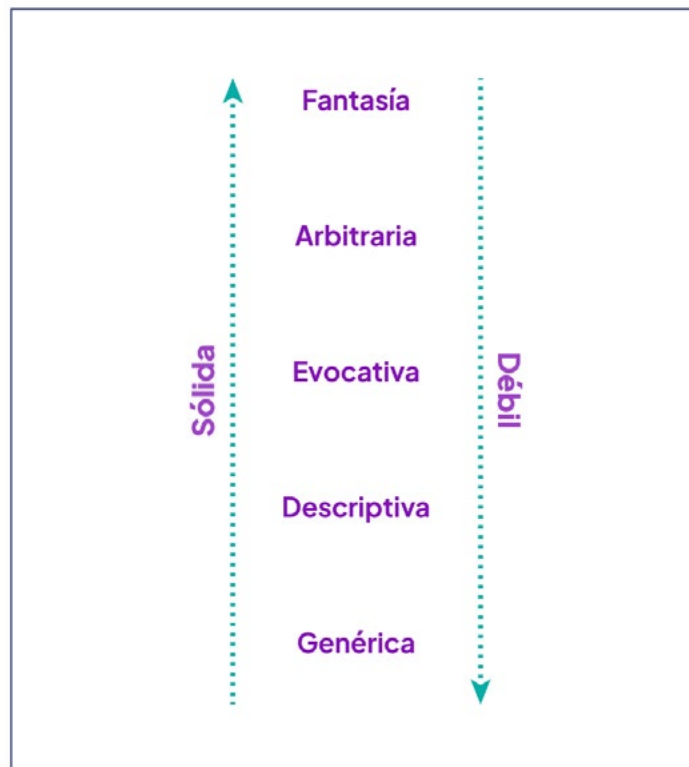 Fantasía
Arbitraria
Sólida
Evocativa
Débil
Descriptiva
Genérica